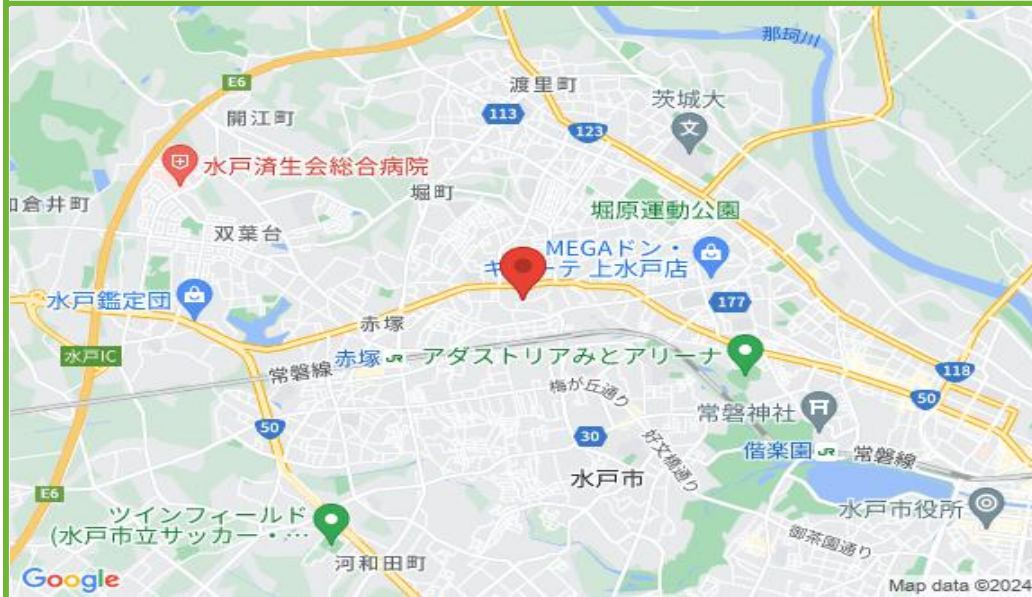 那珂川
渡里町
E6
113
茨城大
開江町
123
水戸済生会総合病院
堀町
加倉井町
堀原運動公園
双葉台
MEGAドン・
キ
ーテ 上水戸店
水戸鑑定団
177
赤塚
水戸IC
赤塚 JR
アダストリアみとアリーナ
常磐線
118
梅が丘通り
50
常磐神社
50
30
好文橋通り
偕楽園 JR
常磐線
水戸市
E6
水戸市役所
ツインフィールド
(水戸市立サッカー・…
御茶園通り
河和田町
Google
Map data ©2024